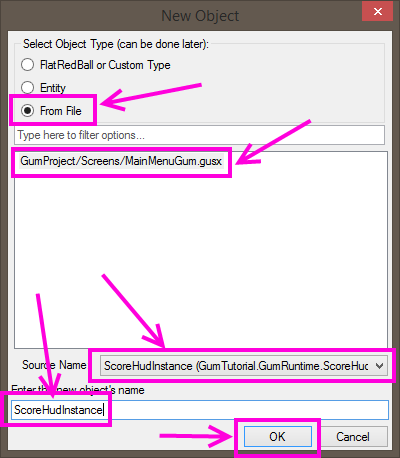 New Object
Select Object Type (can be done later):
FlatRedBall or Custom Type
Entity
From File
Type here to filter options...
GumProject/Screens/MainMenuGum.gusx
Source Name
ScoreHudInstance (GumTutorial.GumRuntime.ScoreHud
Enter the new object's name
ScoreHudInstance
OK
Cancel